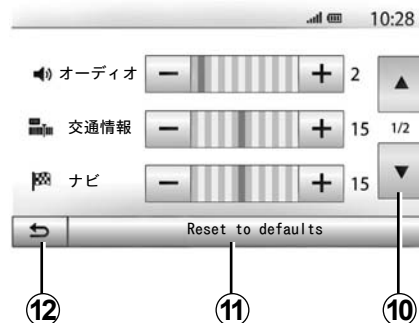 10:28
オーディオ − + 2
交通情報 − + 15 1/2
ナビ − + 15
Reset to defaults
12 11 10